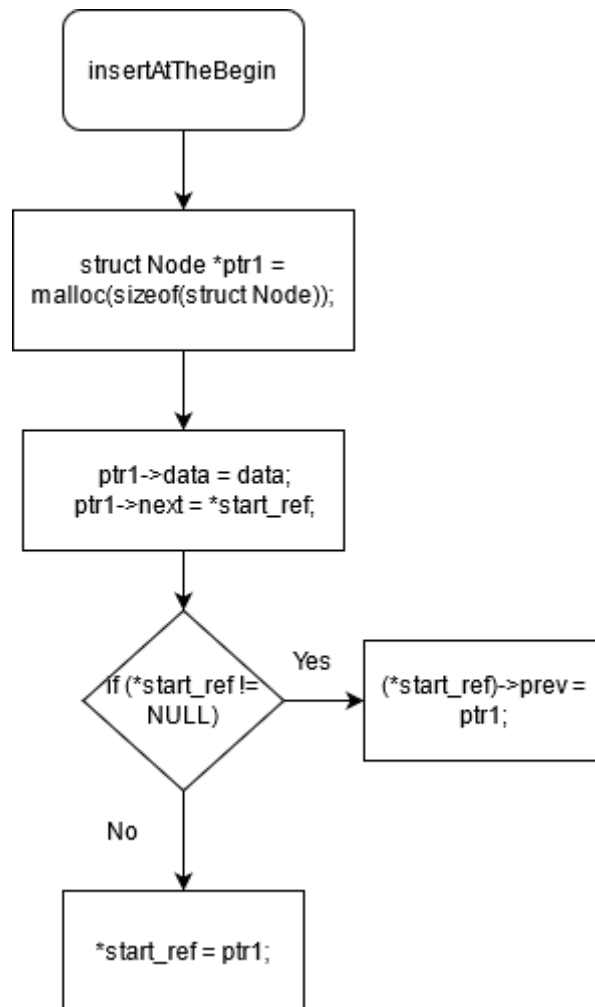 insertAtTheBegin
struct Node *ptr1 =
malloc(sizeof(struct Node));
ptr1->data = data;
ptr1->next = *start_ref;
if (*start_ref !=
NULL)
Yes
(*start_ref)->prev =
ptr1;
No
*start_ref = ptr1;